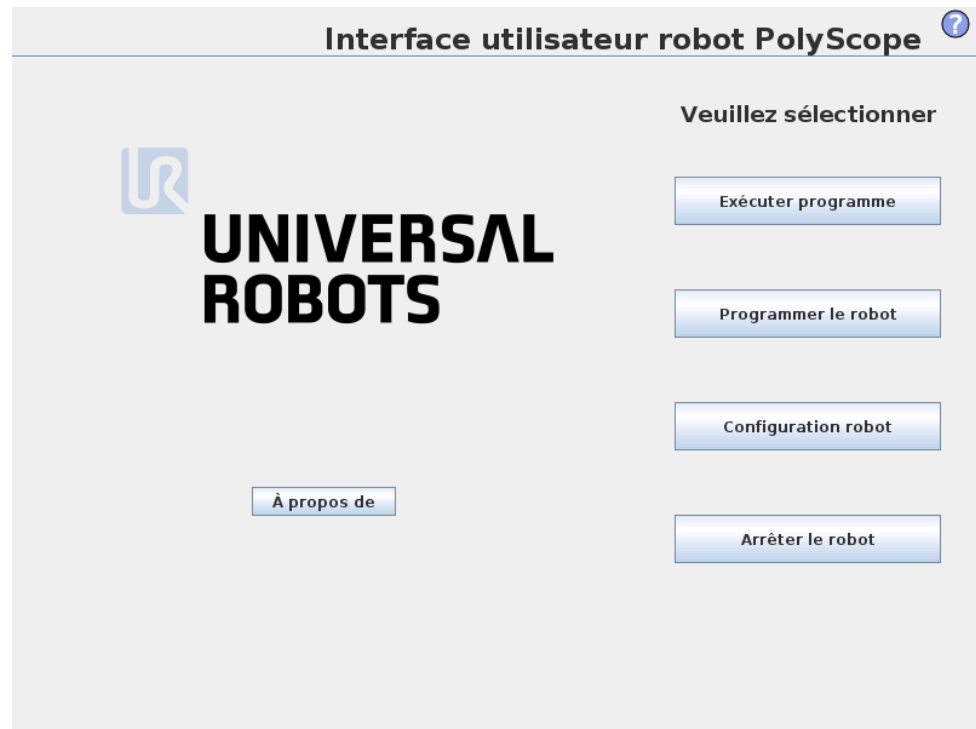 Interface utilisateur robot PolyScope
?
Veuillez sélectionner
UR
UNIVERSAL
ROBOTS
Exécuter programme
Programmer le robot
Configuration robot
À propos de
Arrêter le robot